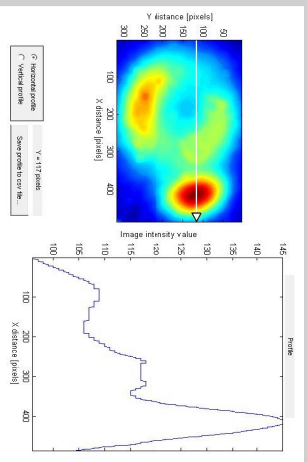 Y distance [pixels]
300
250
200
150
100
50
100
200
300
400
X distance [pixels]
Horizontal profile
Vertical profile
Y = 117 pixels
Save profile to csv file...
Profile
Image intensity value
145
140
135
130
125
120
115
110
105
100
100
200
300
400
X distance [pixels]